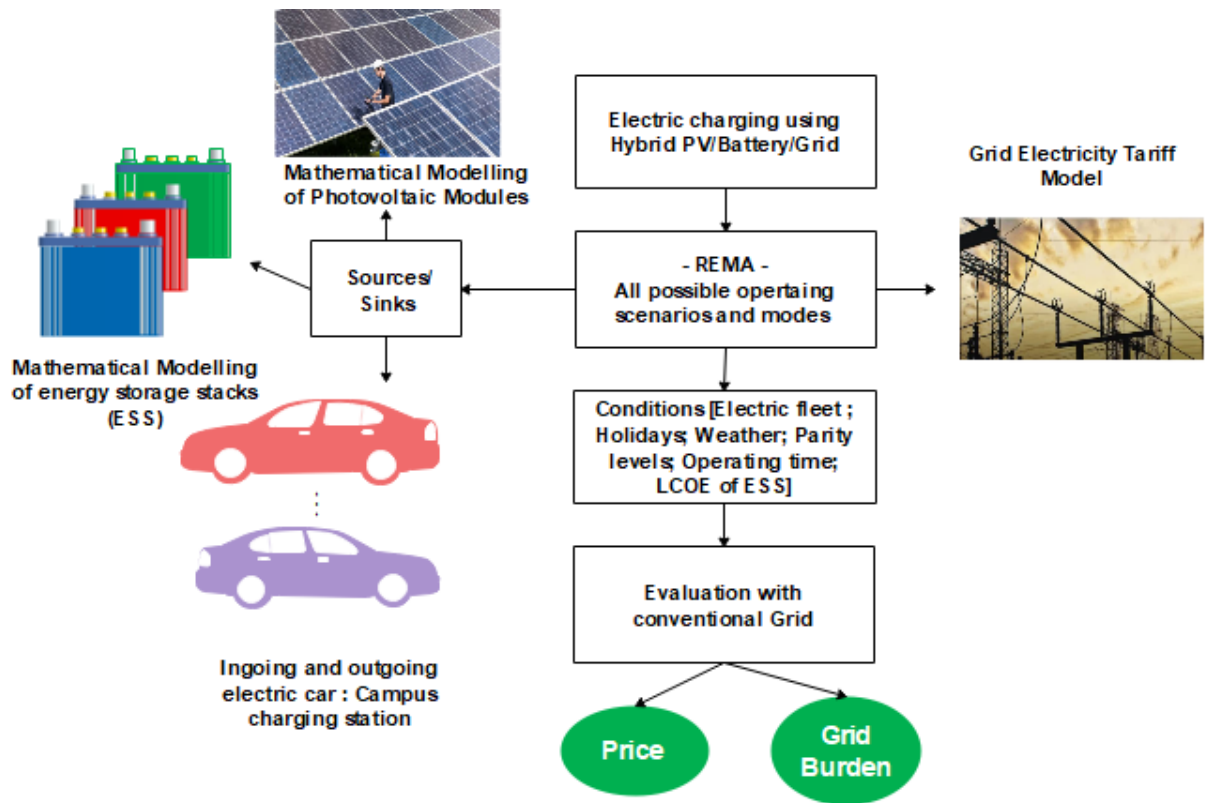 Electric charging using
Hybrid PV/Battery/Grid
Mathematical Modelling
of Photovoltaic Modules
Grid Electricity Tariff
Model
Sources/
Sinks
- REMA -
All possible opertaing
scenarios and modes
Mathematical Modelling
of energy storage stacks
(ESS)
Conditions [Electric fleet ;
Holidays; Weather; Parity
levels; Operating time;
LCOE of ESS]
Evaluation with
conventional Grid
Ingoing and outgoing
electric car : Campus
charging station
Price
Grid
Burden